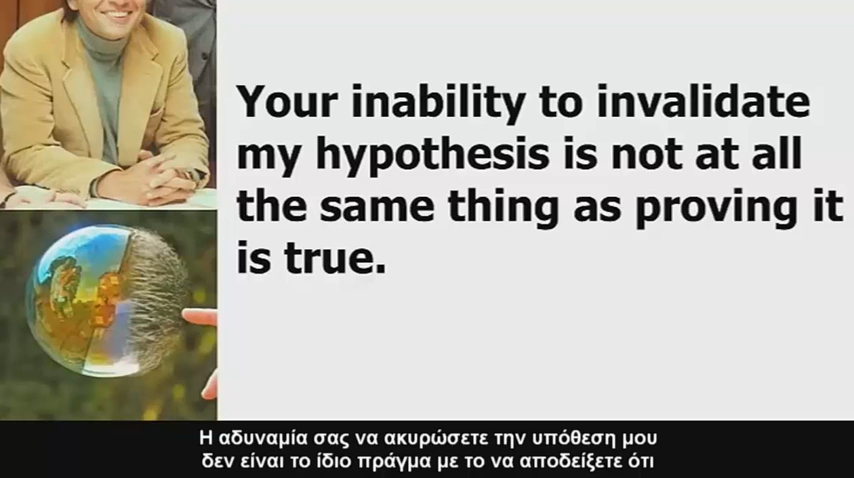 Your inability to invalidate
my hypothesis is not at all
the same thing as proving it
is true.
Η αδυναμία σας να ακυρώσετε την υπόθεση μου
δεν είναι το ίδιο πράγμα με το να αποδείξετε ότι